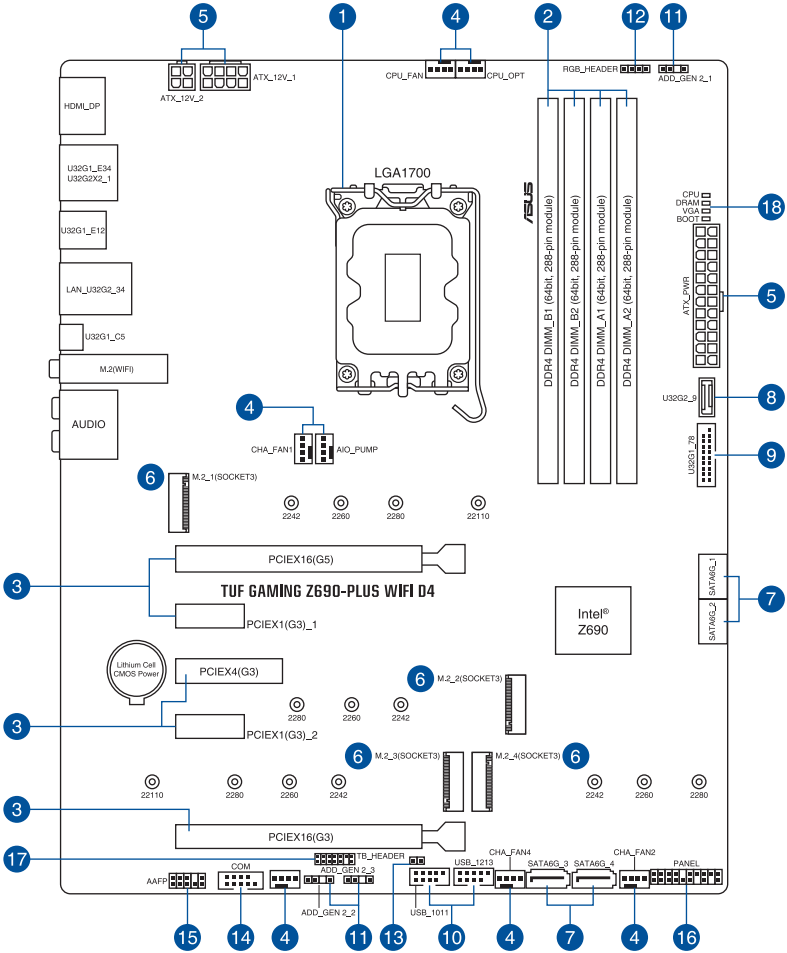 5
4
1
2
12
11
ATX_12V_2
ATX_12V_1
CPU_FAN
CPU_OPT
RGB_HEADER
ADD_GEN 2_1
HDMI_DP
U32G1_E34
U32G2X2_1
U32G1_E12
LAN_U32G2_34
U32G1_C5
M.2(WIFI)
AUDIO
LGA1700
ASUS
DDR4 DIMM_B1 (64bit, 288-pin module)
DDR4 DIMM_B2 (64bit, 288-pin module)
DDR4 DIMM_A1 (64bit, 288-pin module)
DDR4 DIMM_A2 (64bit, 288-pin module)
CPU
DRAM
VGA
BOOT
18
ATX_PWR
5
U32G2_9
8
U32G1_78
9
4
CHA_FAN1
AIO_PUMP
6
M.2_1(SOCKET3)
2242
2260
2280
22110
3
PCIEX16(G5)
TUF GAMING Z690-PLUS WIFI D4
PCIEX1(G3)_1
Intel®
Z690
SATA6G_1
SATA6G_2
7
Lithium Cell
CMOS Power
PCIEX4(G3)
3
PCIEX1(G3)_2
2280
2260
2242
6
M.2_2(SOCKET3)
6
M.2_3(SOCKET3)
M.2_4(SOCKET3)
6
22110
2280
2260
2242
2242
2260
2280
3
PCIEX16(G3)
17
TB_HEADER
AAFP
COM
ADD_GEN 2_3
ADD_GEN 2_2
USB_1213
USB_1011
CHA_FAN4
SATA6G_3
SATA6G_4
CHA_FAN2
PANEL
15
14
4
11
13
10
4
7
4
16